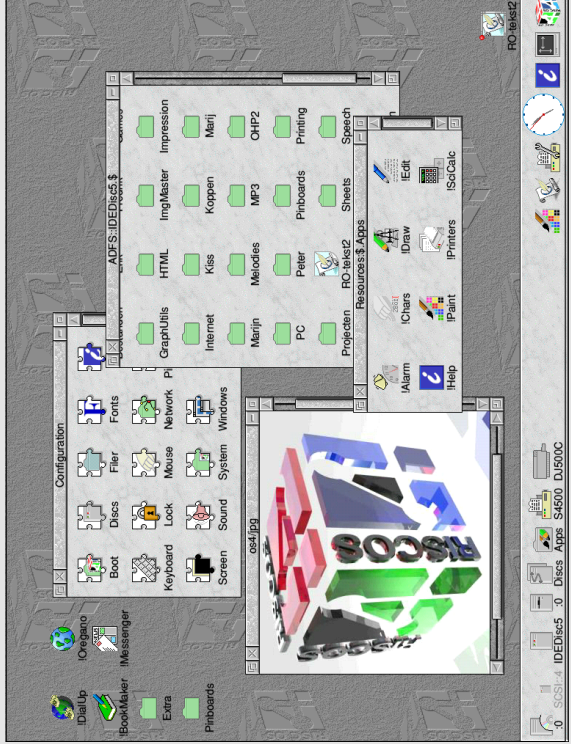 !DialUp !Oregano
!BookMaker !Messenger
Extra
Pinboards
Configuration
Boot Discs Filer Fonts
Keyboard Lock Mouse Network
Screen Sound System Windows
ADFS::IDEDisc5.$
GraphUtils HTML ImgMaster Impression
Internet Kiss Koppen Marij
Marijn Melodies MP3 OHP2
PC Peter Pinboards Printing
Projecten RO-tekst2 Sheets Speech
os4/jpg
RISCOS
Resources:$.Apps
!Alarm !Chars !Draw !Edit
!Help !Paint !Printers !SciCalc
RO-tekst2
:0 SCSI-4 IDEDisc5 :0 Discs Apps S4500 DJ500C